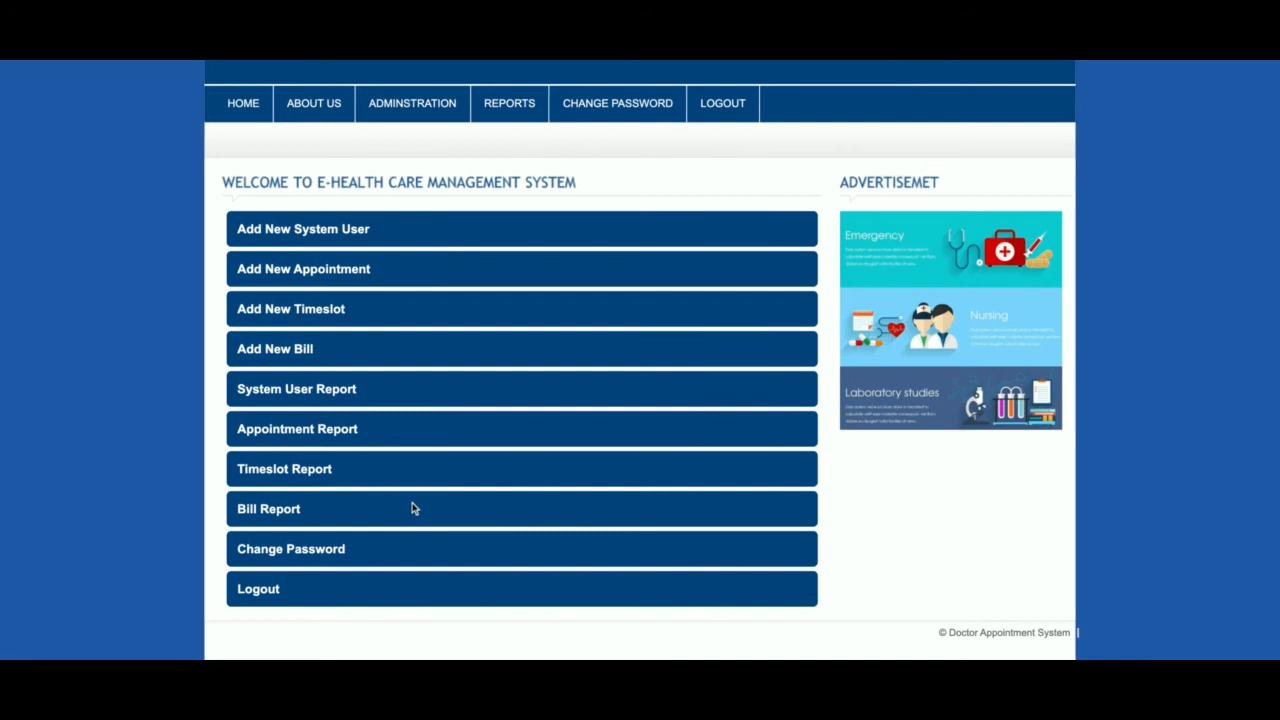 HOME
ABOUT US
ADMINSTRATION
REPORTS
CHANGE PASSWORD
LOGOUT
WELCOME TO E-HEALTH CARE MANAGEMENT SYSTEM
Add New System User
Add New Appointment
Add New Timeslot
Add New Bill
System User Report
Appointment Report
Timeslot Report
Bill Report
Change Password
Logout
ADVERTISEMET
Emergency
Nursing
Laboratory studies
© Doctor Appointment System |